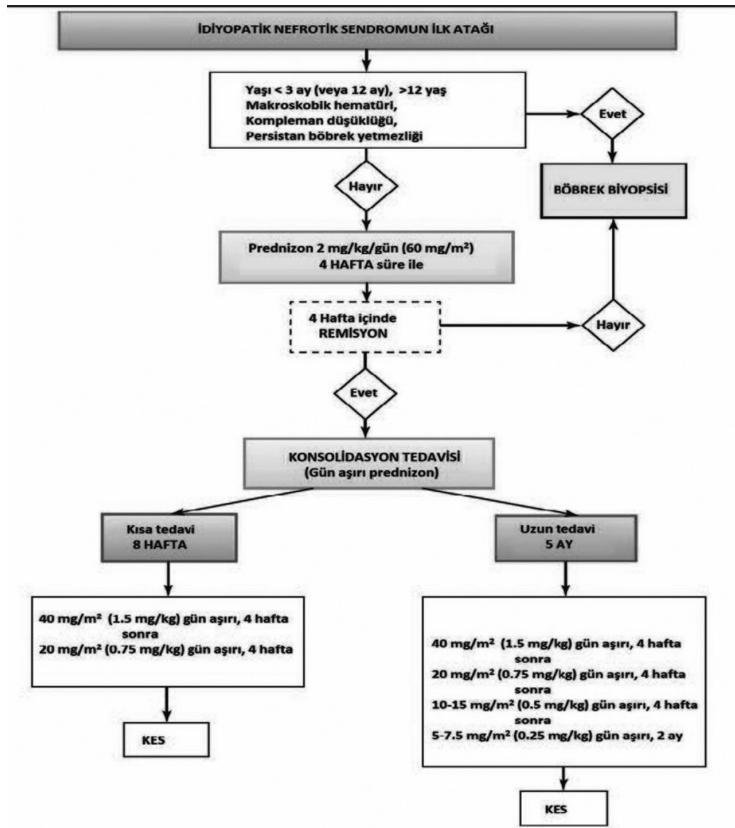 İDİYOPATİK NEFROTİK SENDROMUN İLK ATAĞI
Yaşı < 3 ay (veya 12 ay), >12 yaş
Makroskobik hematüri,
Kompleman düşüklüğü,
Persistan böbrek yetmezliği
Evet
BÖBREK BİYOPSİSİ
Hayır
Prednizon 2 mg/kg/gün (60 mg/m²)
4 HAFTA süre ile
4 Hafta içinde
REMİSYON
Hayır
Evet
KONSOLİDASYON TEDAVİSİ
(Gün aşırı prednizon)
Kısa tedavi
8 HAFTA
40 mg/m² (1.5 mg/kg) gün aşırı, 4 hafta
sonra
20 mg/m² (0.75 mg/kg) gün aşırı, 4 hafta
KES
Uzun tedavi
5 AY
40 mg/m² (1.5 mg/kg) gün aşırı, 4 hafta
sonra
20 mg/m² (0.75 mg/kg) gün aşırı, 4 hafta
sonra
10-15 mg/m² (0.5 mg/kg) gün aşırı, 4 hafta
sonra
5-7.5 mg/m² (0.25 mg/kg) gün aşırı, 2 ay
KES